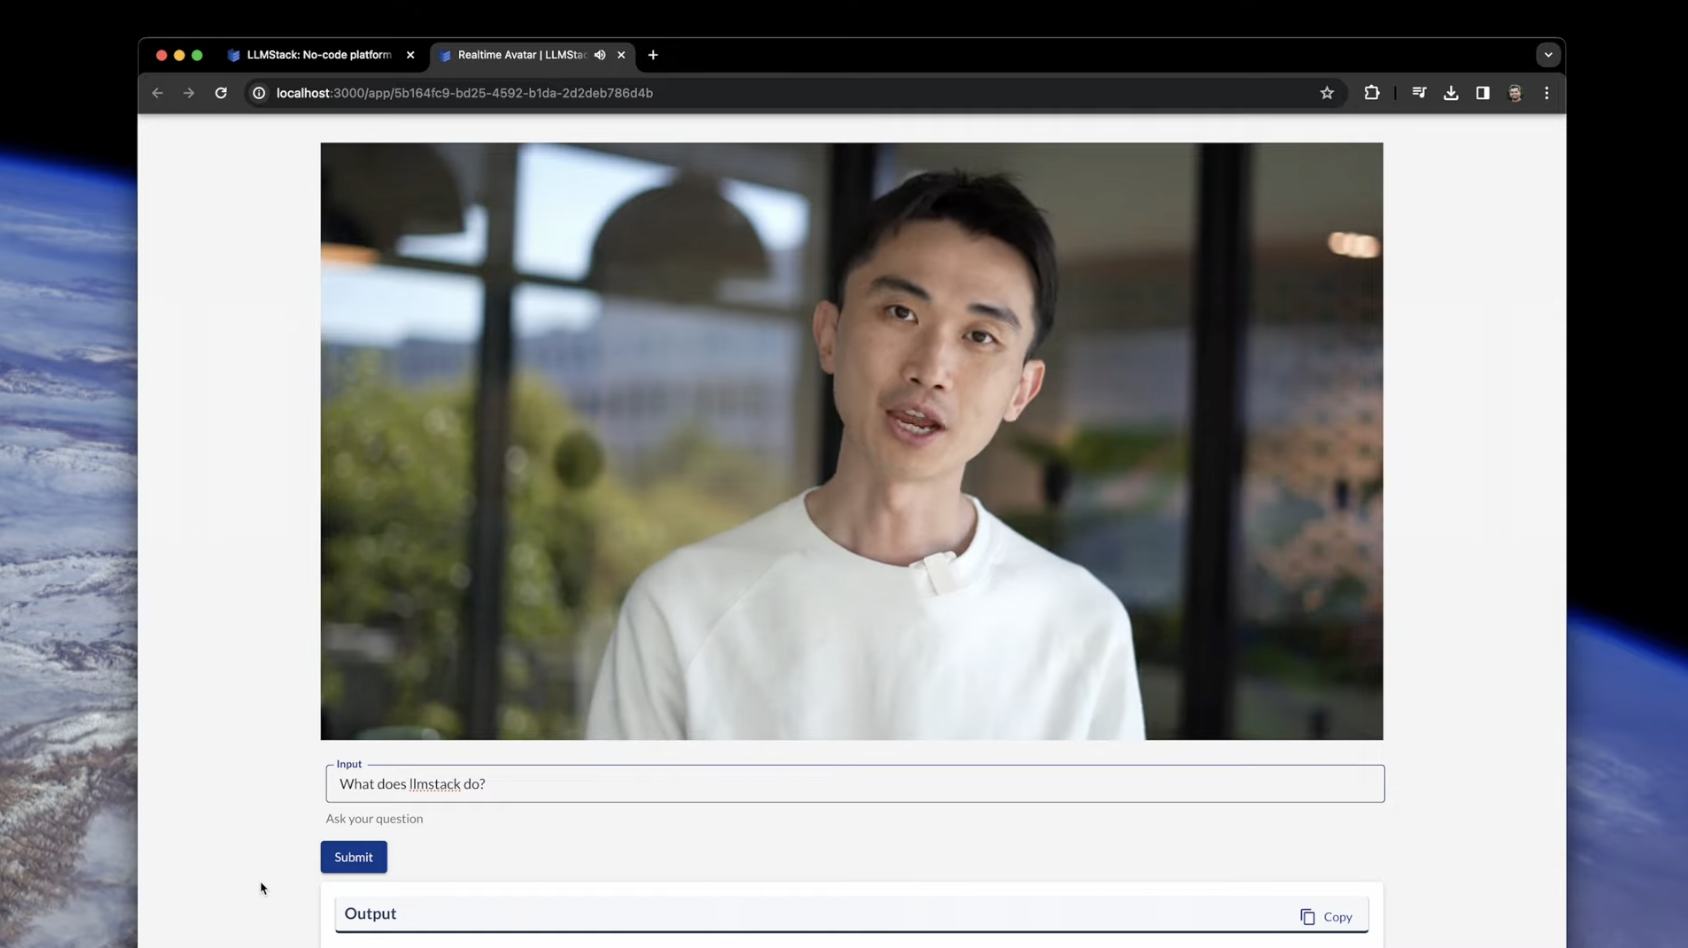 LLMStack: No-code platform
Realtime Avatar | LLMSta
localhost:3000/app/5b164fc9-bd25-4592-b1da-2d2deb786d4b
Input
What does llmstack do?
Ask your question
Submit
Output
Copy